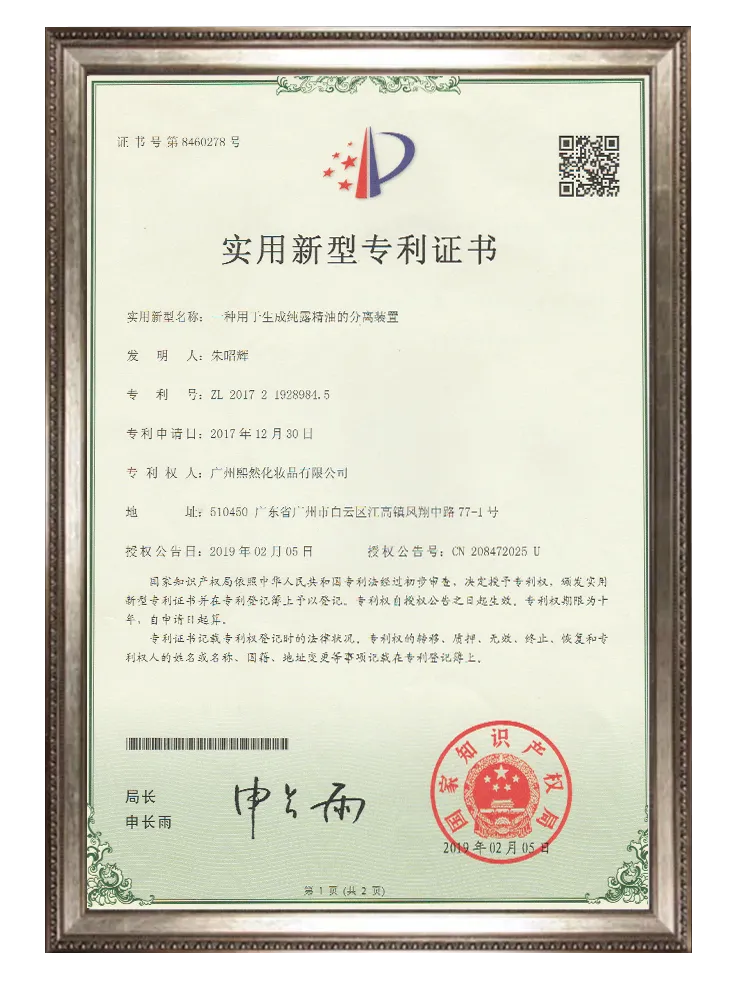 证书号第8460278号
实用新型专利证书
实用新型名称：一种用于生成纯露精油的分离装置
发 明 人：朱昭辉
专 利 号：ZL 2017 2 1928984.5
专利申请日：2017年12月30日
专 利 权 人：广州熙然化妆品有限公司
地 址：510450 广东省广州市白云区江高镇风翔中路77-1号
授权公告日：2019年02月05日 授权公告号：CN 208472025 U
国家知识产权局依照中华人民共和国专利法经过初步审查，决定授予专利权，颁发实用
新型专利证书并在专利登记簿上予以登记。专利权自授权公告之日起生效。专利权期限为十
年，自申请日起算。
专利证书记载专利权登记时的法律状况。专利权的转移、质押、无效、终止、恢复和专
利权人的姓名或名称、国籍、地址变更等事项记载在专利登记簿上。
局长
申长雨
申长雨
国家知识产权局
2019年02月05日
第 1 页 (共 2 页)